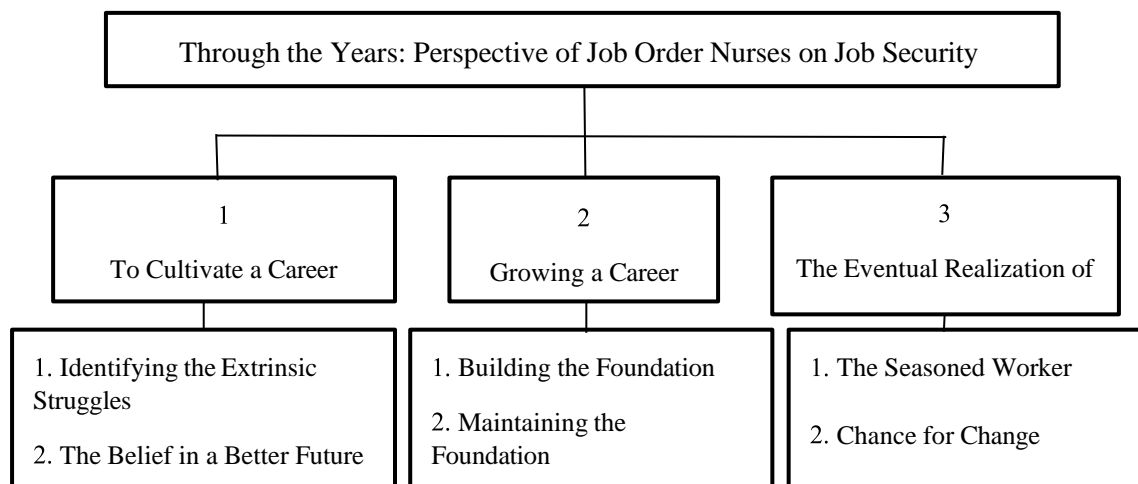 Through the Years: Perspective of Job Order Nurses on Job Security
1
To Cultivate a Career
2
Growing a Career
3
The Eventual Realization of
1. Identifying the Extrinsic
Struggles
2. The Belief in a Better Future
1. Building the Foundation
2. Maintaining the
Foundation
1. The Seasoned Worker
2. Chance for Change